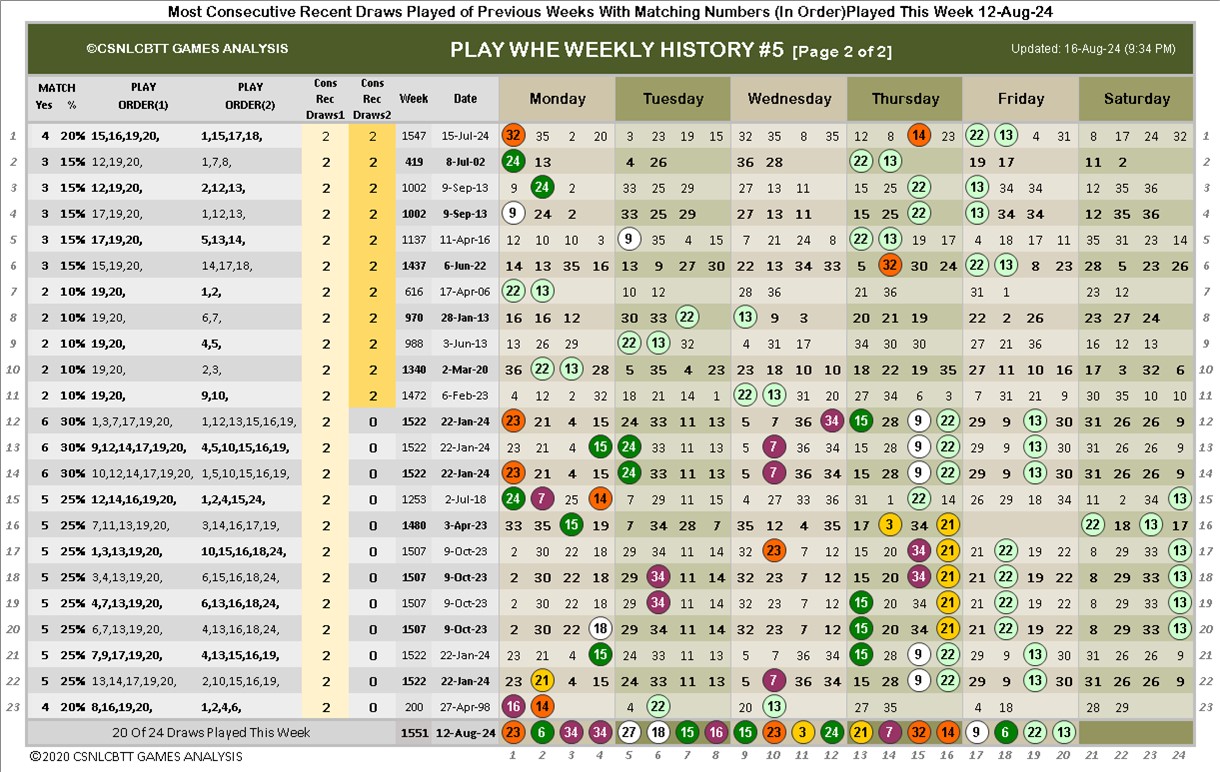 Most Consecutive Recent Draws Played of Previous Weeks With Matching Numbers (In Order)Played This Week 12-Aug-24
©CSNLCBTT GAMES ANALYSIS PLAY WHE WEEKLY HISTORY #5 [Page 2 of 2] Updated: 16-Aug-24 (9:34 PM)
MATCH Yes % PLAY ORDER(1) PLAY ORDER(2) Cons Rec Draws1 Cons Rec Draws2 Week Date Monday Tuesday Wednesday Thursday Friday Saturday
1 4 20% 15,16,19,20, 1,15,17,18, 2 2 1547 15-Jul-24 32 35 2 20 3 23 19 15 32 35 8 35 12 8 14 23 22 13 4 31 8 17 24 32 1
2 3 15% 12,19,20, 1,7,8, 2 2 419 8-Jul-02 24 13 4 26 36 28 22 13 19 17 11 2 2
3 3 15% 12,19,20, 2,12,13, 2 2 1002 9-Sep-13 9 24 2 33 25 29 27 13 11 15 25 22 13 34 34 12 35 36 3
4 3 15% 17,19,20, 1,12,13, 2 2 1002 9-Sep-13 9 24 2 33 25 29 27 13 11 15 25 22 13 34 34 12 35 36 4
5 3 15% 17,19,20, 5,13,14, 2 2 1137 11-Apr-16 12 10 10 3 9 35 4 15 7 21 24 8 22 13 19 17 4 18 17 11 35 31 23 14 5
6 3 15% 15,19,20, 14,17,18, 2 2 1437 6-Jun-22 14 13 35 16 13 9 27 30 22 13 34 33 5 32 30 24 22 13 8 23 28 5 23 26 6
7 2 10% 19,20, 1,2, 2 2 616 17-Apr-06 22 13 10 12 28 36 21 36 31 1 23 12 7
8 2 10% 19,20, 6,7, 2 2 970 28-Jan-13 16 16 12 30 33 22 13 9 3 20 21 19 22 2 26 23 27 24 8
9 2 10% 19,20, 4,5, 2 2 988 3-Jun-13 13 26 29 22 13 32 4 31 17 34 30 30 27 21 36 9 16 17 9
10 2 10% 19,20, 2,3, 2 2 1340 2-Mar-20 36 22 13 28 5 35 4 23 23 18 10 10 18 22 19 35 27 11 10 16 17 3 32 6 10
11 2 10% 19,20, 9,10, 2 2 1472 6-Feb-23 4 12 2 32 18 21 14 1 22 13 31 20 27 34 6 3 7 31 21 9 30 35 10 10 11
12 6 30% 1,3,7,17,19,20, 1,12,13,15,16,19, 2 0 1522 22-Jan-24 23 21 4 15 24 33 11 13 5 7 36 34 15 28 9 22 29 9 13 30 31 26 26 9 12
13 6 30% 9,12,14,17,19,20, 4,5,10,15,16,19, 2 0 1522 22-Jan-24 23 21 4 15 24 33 11 13 5 7 36 34 15 28 9 22 29 9 13 30 31 26 26 9 13
14 6 30% 10,12,14,17,19,20, 1,5,10,15,16,19, 2 0 1522 22-Jan-24 23 21 4 15 24 33 11 13 5 7 36 34 15 28 9 22 29 9 13 30 31 26 26 9 14
15 5 25% 12,14,16,19,20, 1,2,4,15,24, 2 0 1253 2-Jul-18 24 7 25 14 7 29 11 15 4 27 33 36 31 1 22 14 26 29 1 34 11 2 34 13 15
16 5 25% 7,11,13,19,20, 3,14,16,17,19, 2 0 1480 3-Apr-23 33 35 15 19 7 34 28 7 35 12 4 35 17 3 34 21 22 18 23 17 16
17 5 25% 1,3,13,19,20, 10,15,16,18,24, 2 0 1507 9-Oct-23 2 30 22 18 29 34 11 14 32 23 7 12 15 20 34 21 21 22 19 22 8 29 33 13 17
18 5 25% 3,4,13,19,20, 6,15,16,18,24, 2 0 1507 9-Oct-23 2 30 22 18 29 34 11 14 32 23 7 12 15 20 34 21 21 22 19 22 8 29 33 13 18
19 5 25% 4,7,13,19,20, 6,13,16,18,24, 2 0 1507 9-Oct-23 2 30 22 18 29 34 11 14 32 23 7 12 15 20 34 21 21 22 19 22 8 29 33 13 19
20 5 25% 6,7,13,19,20, 4,13,16,18,24, 2 0 1507 9-Oct-23 2 30 22 18 29 34 11 14 32 23 7 12 15 20 34 21 21 22 19 22 8 29 33 13 20
21 5 25% 7,9,17,19,20, 4,13,15,16,19, 2 0 1522 22-Jan-24 23 21 4 15 24 33 11 13 5 7 36 34 15 28 9 22 29 9 13 30 31 26 26 9 21
22 5 25% 13,14,17,19,20, 2,10,15,16,19, 2 0 1522 22-Jan-24 23 21 4 15 24 33 11 13 5 7 36 34 15 28 9 22 29 9 13 30 31 26 26 9 22
23 4 20% 8,16,19,20, 1,2,4,6, 2 0 200 27-Apr-98 16 14 4 22 20 13 27 35 4 18 28 29 23
20 Of 24 Draws Played This Week 1551 12-Aug-24 23 6 34 34 27 18 15 16 15 23 3 24 21 7 32 14 9 6 22 13
©2020 CSNLCBTT GAMES ANALYSIS 1 2 3 4 5 6 7 8 9 10 11 12 13 14 15 16 17 18 19 20 21 22 23 24